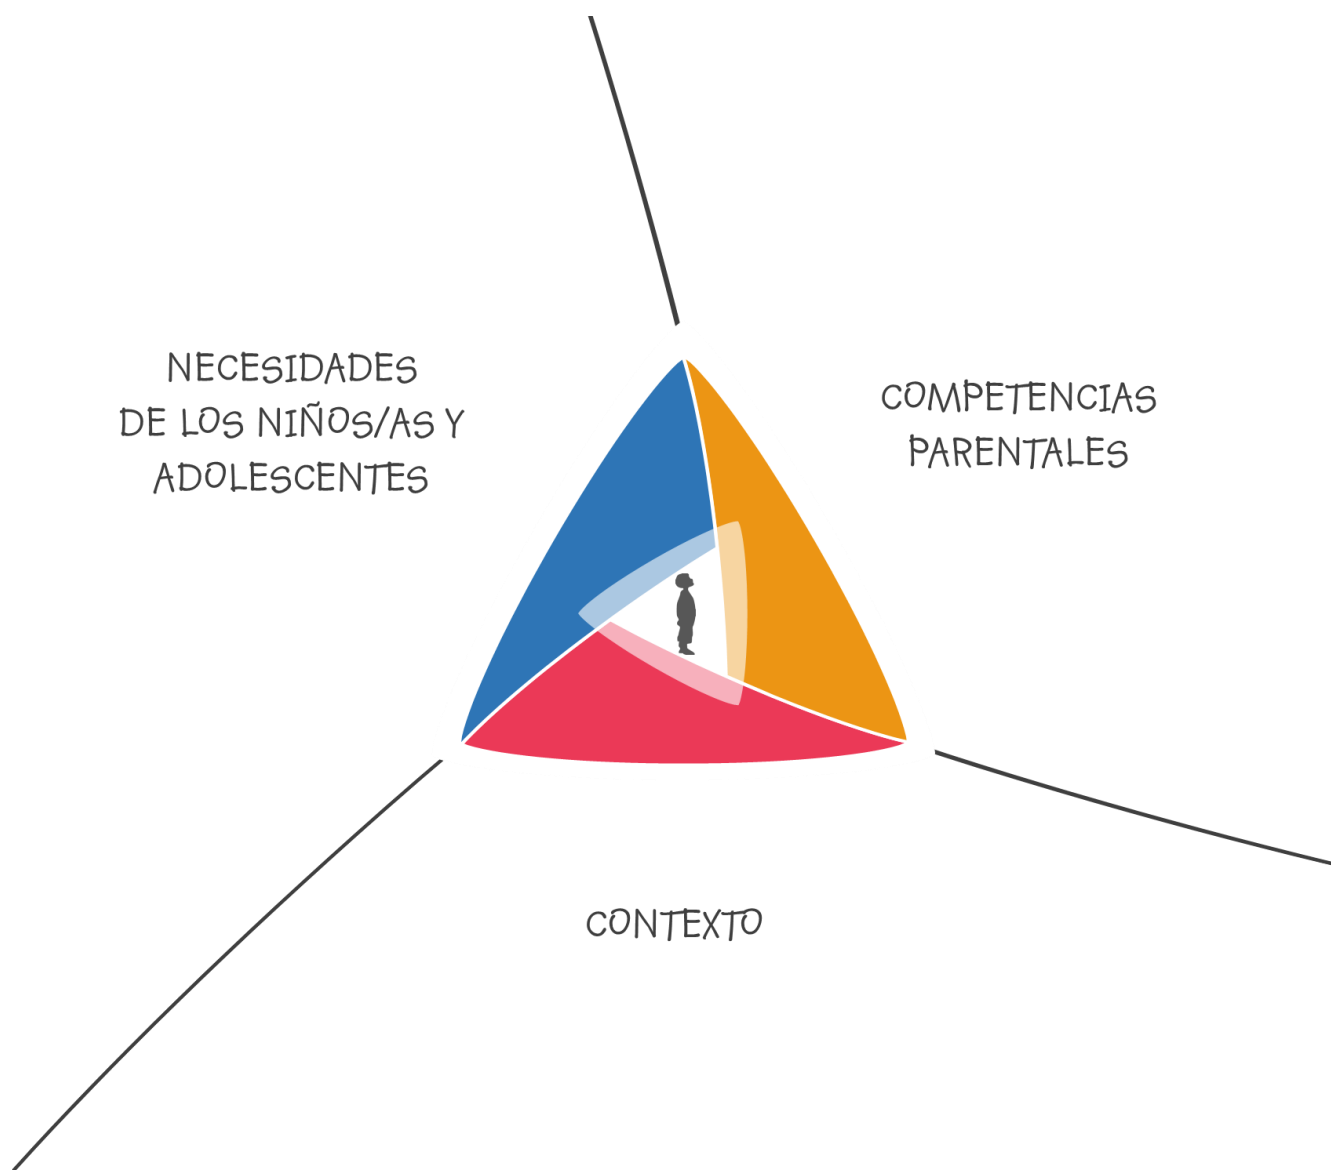 NECESIDADES
DE LOS NIÑOS/AS Y
ADOLESCENTES
COMPETENCIAS
PARENTALES
CONTEXTO